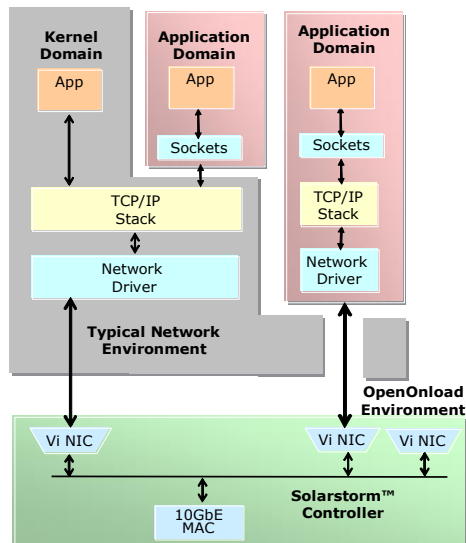 Kernel
Domain
App
Application
Domain
App
Sockets
Application
Domain
App
Sockets
TCP/IP
Stack
Network
Driver
TCP/IP
Stack
Network
Driver
Typical Network
Environment
OpenOnload
Environment
Vi NIC
Vi NIC
Vi NIC
Solarstorm™
Controller
10GbE
MAC